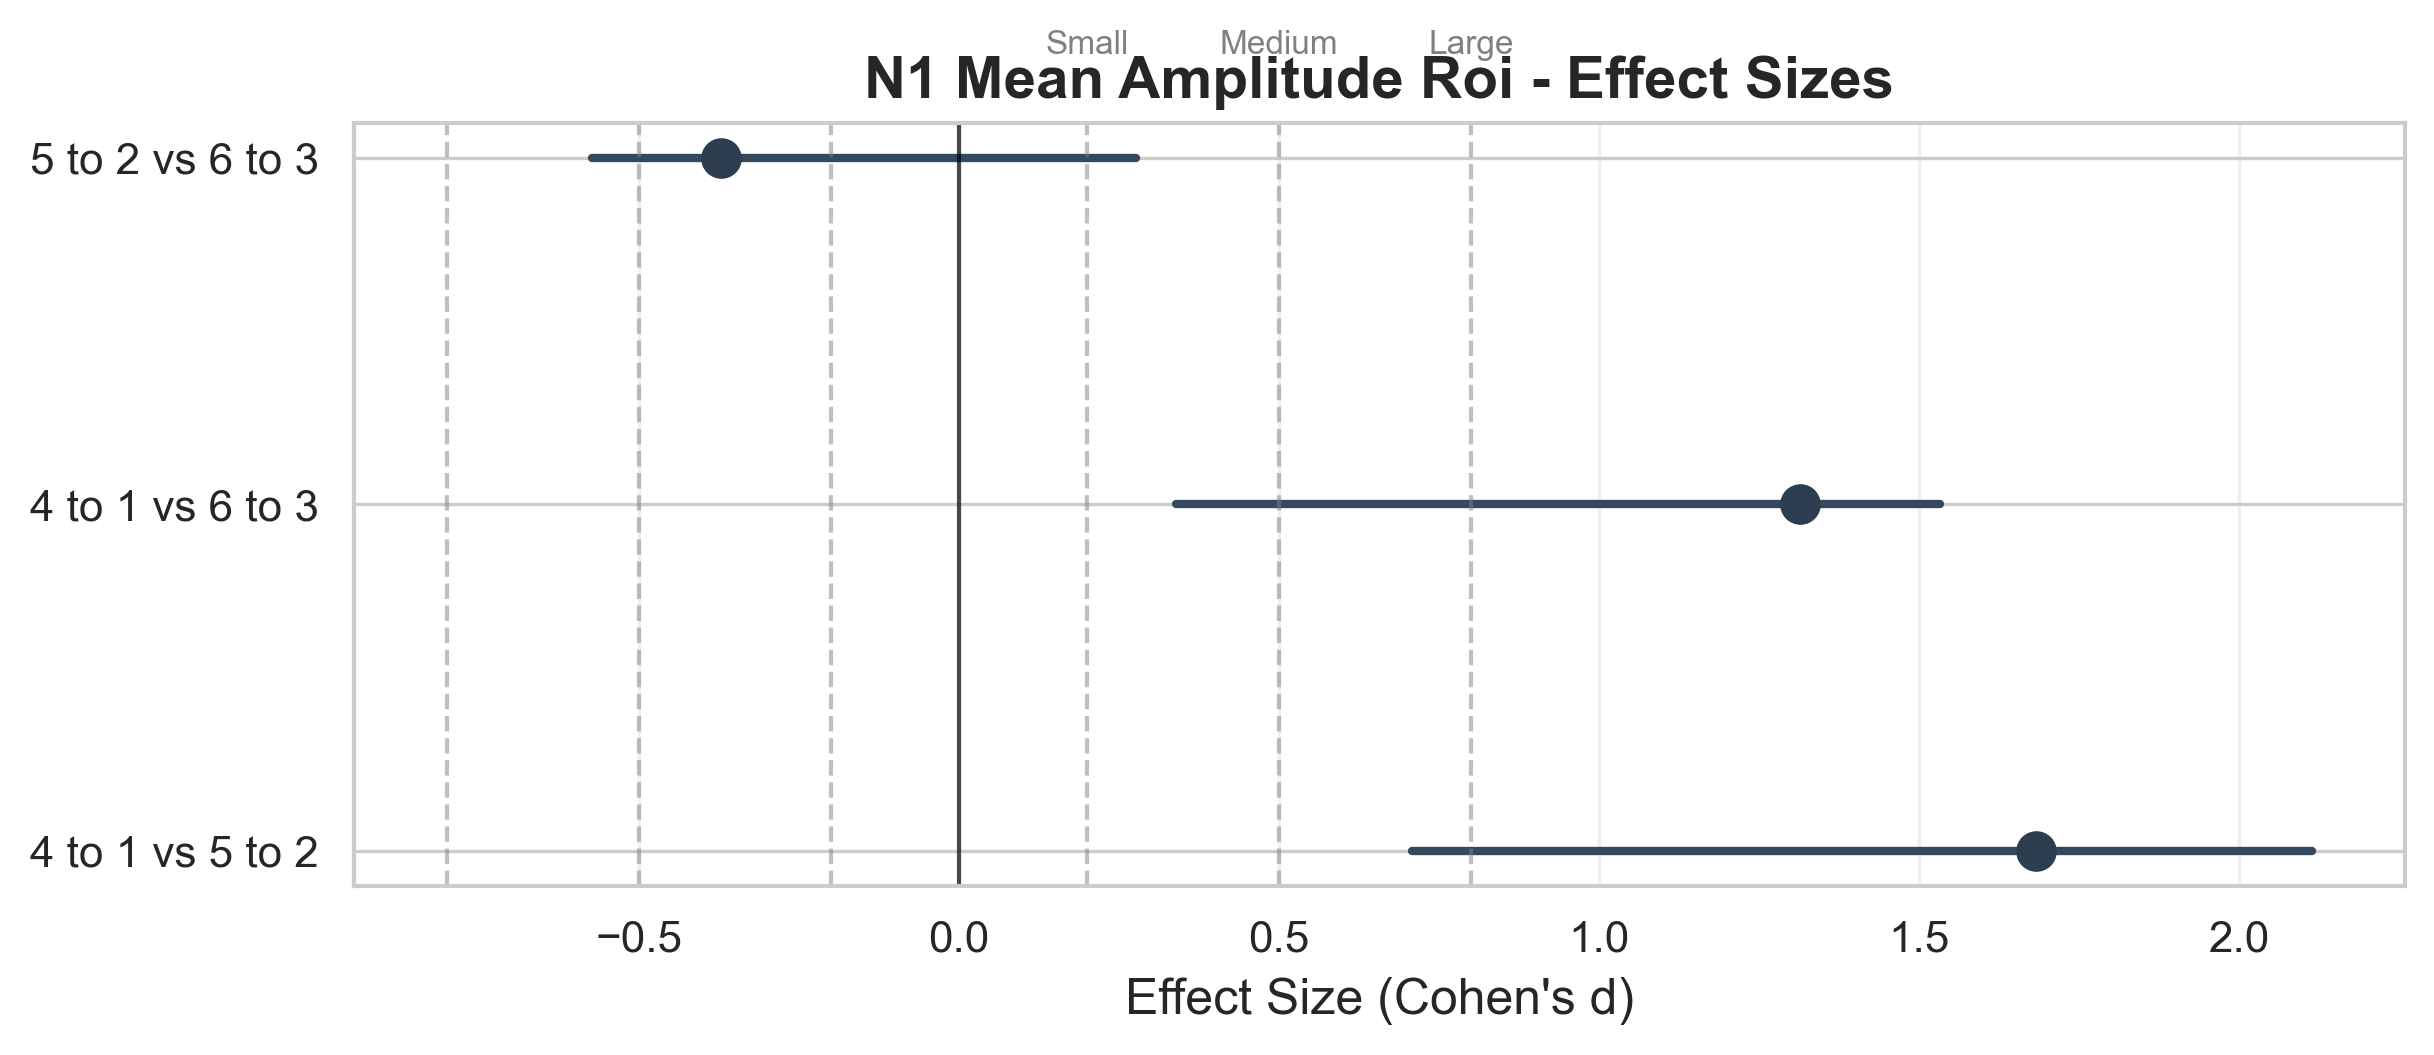 Small Medium Large
N1 Mean Amplitude Roi - Effect Sizes
5 to 2 vs 6 to 3
4 to 1 vs 6 to 3
4 to 1 vs 5 to 2
−0.5 0.0 0.5 1.0 1.5 2.0
Effect Size (Cohen's d)